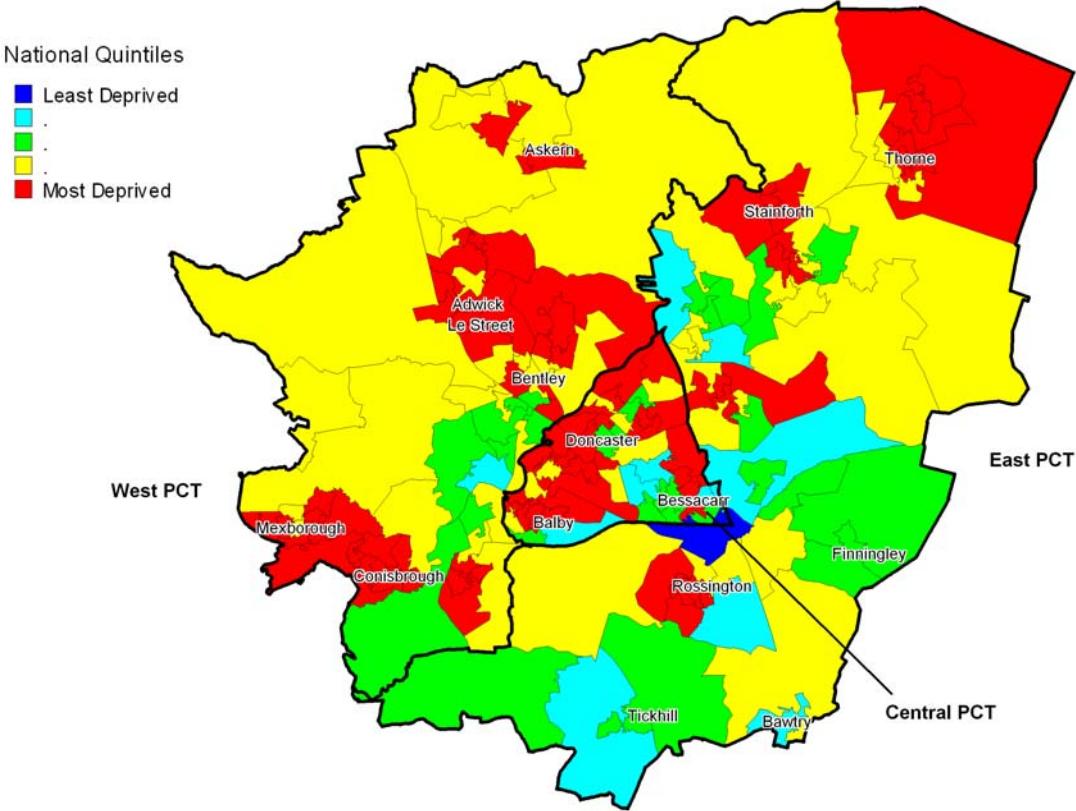 National Quintiles
Least Deprived
.
.
.
Most Deprived
Askern
Thorne
Stainforth
Adwick
Le Street
Bentley
Doncaster
East PCT
West PCT
Bessacarr
Mexborough
Balby
Finningley
Conisbrough
Rossington
Central PCT
Tickhill
Bawtry